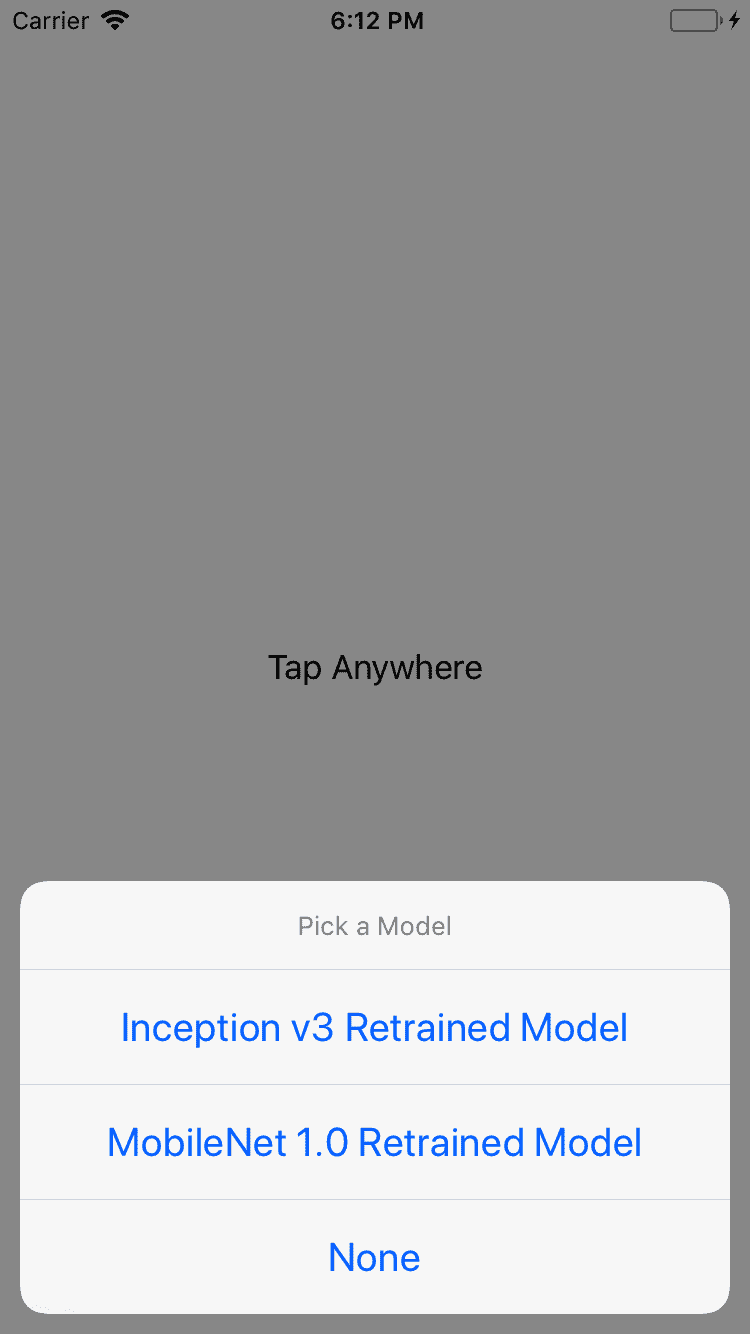 Carrier 6:12 PM
Tap Anywhere
Pick a Model
Inception v3 Retrained Model
MobileNet 1.0 Retrained Model
None